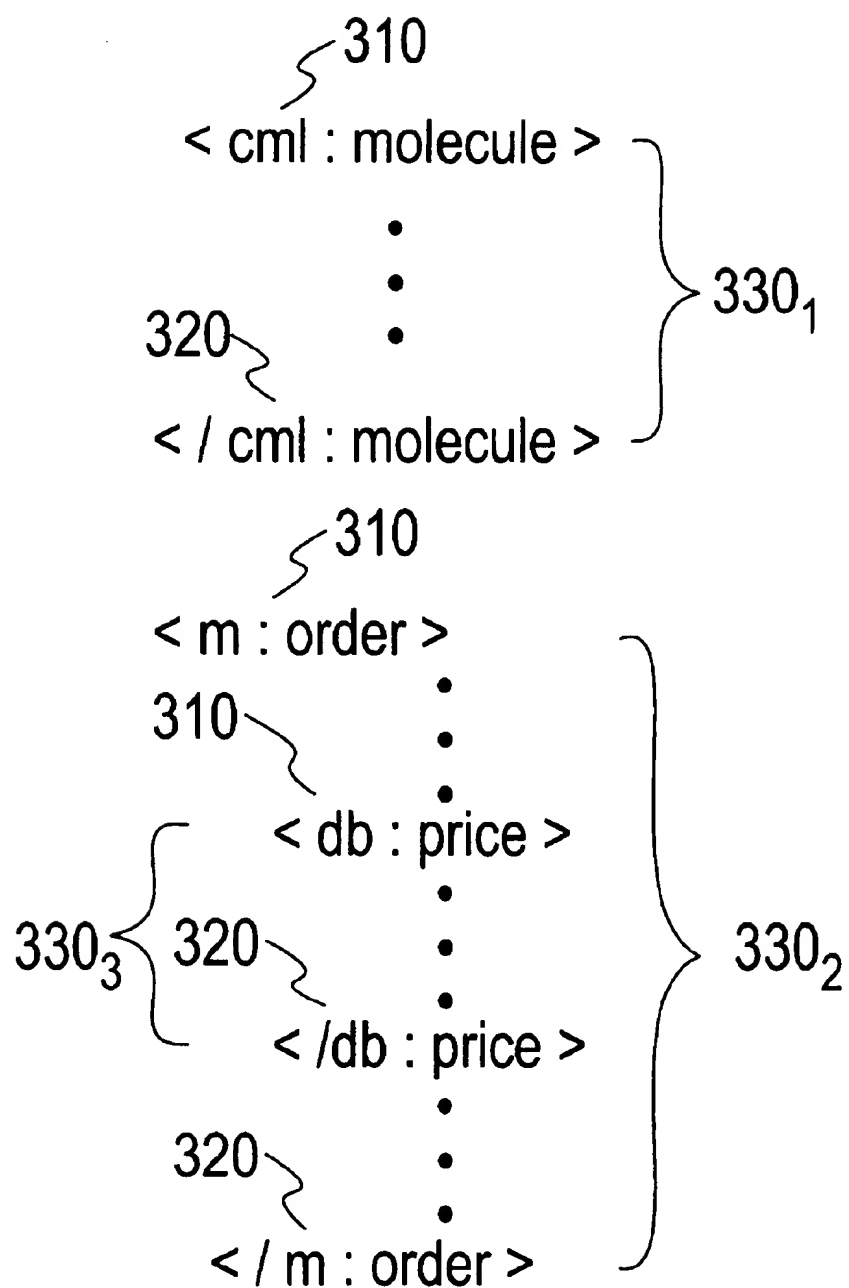 310
< cml : molecule >
330₁
320
< / cml : molecule >
310
< m : order >
310
< db : price >
330₃ 320 330₂
< /db : price >
320
< / m : order >